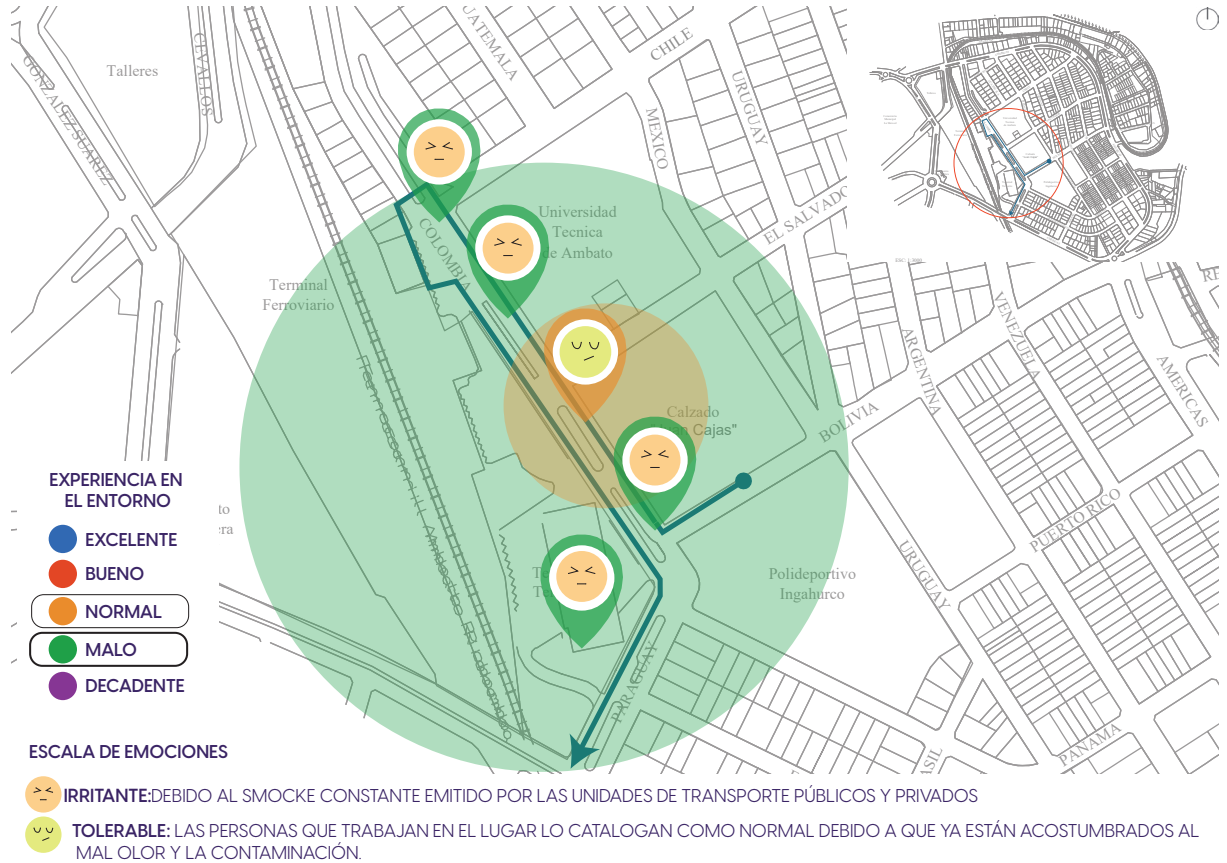 Talleres
CEVALLOS
GONZALEZ SUAREZ
CHILE
URUGUAY
MEXICO
EL SALVADO
COLOMBIA
Universidad
Tecnica
de Ambato
Terminal
Ferroviario
Calzado
Cajas"
BOLIVIA
ARGENTINA
VENEZUELA
AMERICAS
PUERTO RICO
URUGUAY
Polideportivo
Ingahurco
PARAGUAY
PANAMA
EXPERIENCIA EN
EL ENTORNO
EXCELENTE
BUENO
NORMAL
MALO
DECADENTE
ESCALA DE EMOCIONES
IRRITANTE:DEBIDO AL SMOCKE CONSTANTE EMITIDO POR LAS UNIDADES DE TRANSPORTE PÚBLICOS Y PRIVADOS
TOLERABLE: LAS PERSONAS QUE TRABAJAN EN EL LUGAR LO CATALOGAN COMO NORMAL DEBIDO A QUE YA ESTÁN ACOSTUMBRADOS AL
MAL OLOR Y LA CONTAMINACIÓN.